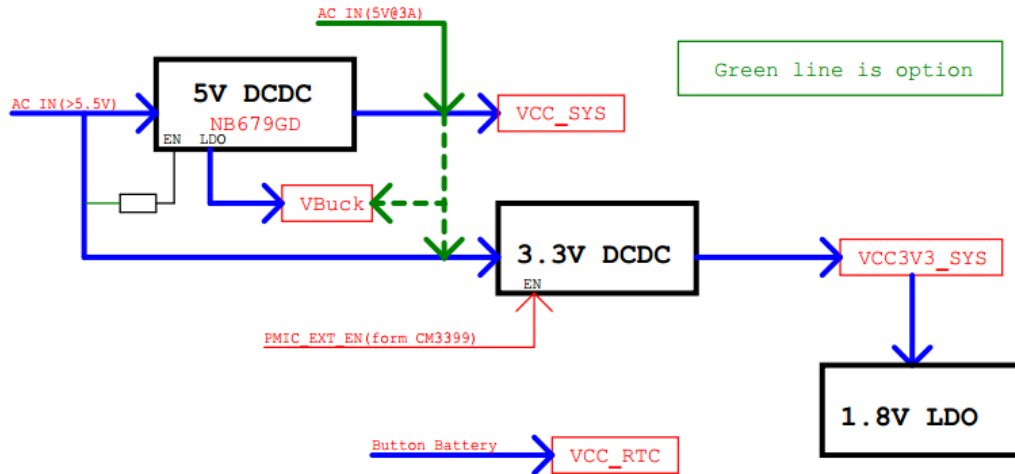 AC IN(5V@3A)
Green line is option
AC IN(>5.5V)
5V DCDC
NB679GD
EN LDO
VCC_SYS
VBuck
3.3V DCDC
EN
VCC3V3_SYS
PMIC_EXT_EN(form CM3399)
1.8V LDO
Button Battery
VCC_RTC